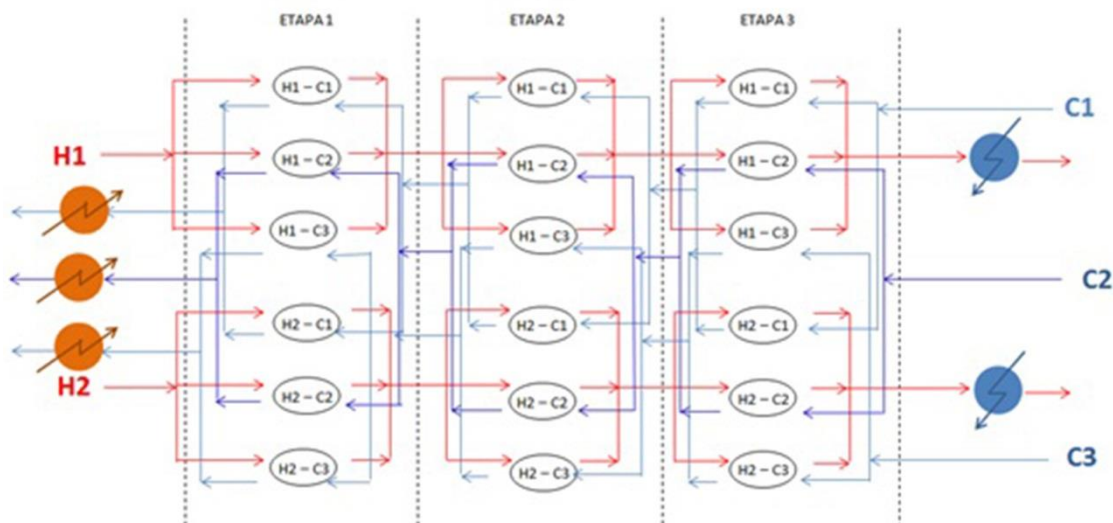 ETAPA 1 ETAPA 2 ETAPA 3
H1 – C1 H1 – C1 H1 – C1 C1
H1 H1 – C2 H1 – C2 H1 – C2
H1 – C3 H1 – C3 H1 – C3
C2
H2 – C1 H2 – C1 H2 – C1
H2 H2 – C2 H2 – C2 H2 – C2
H2 – C3 H2 – C3 H2 – C3 C3